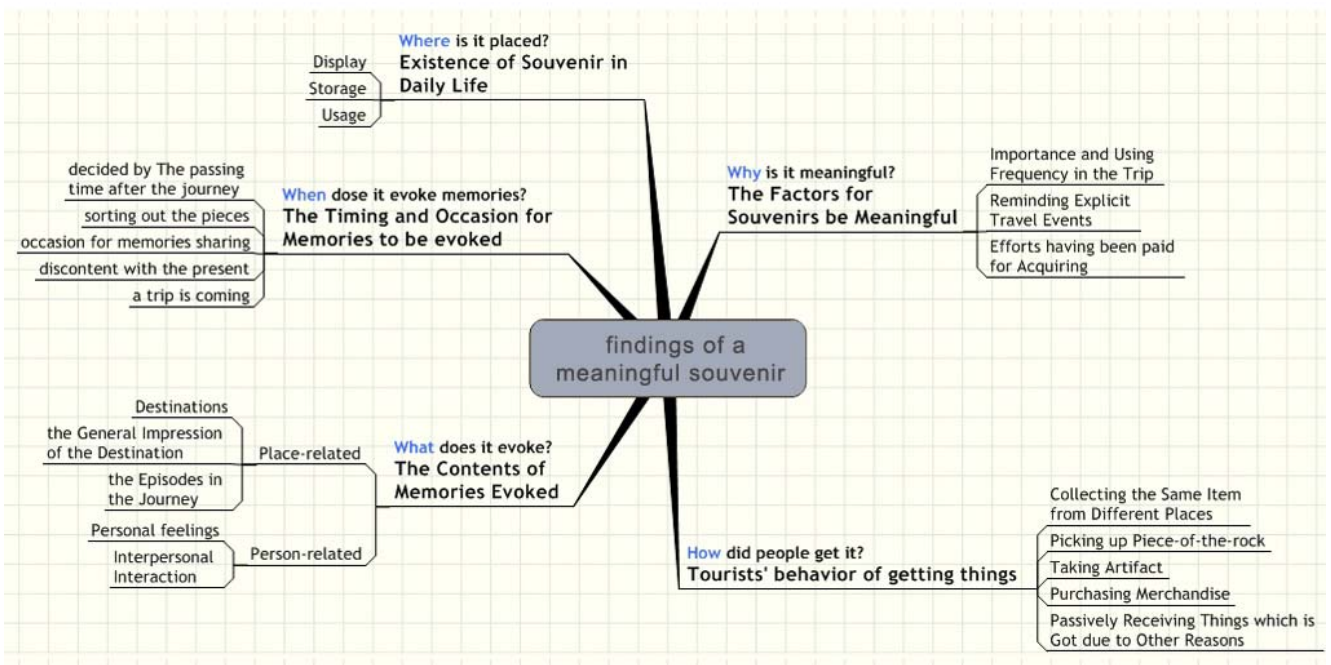 Where is it placed?
Existence of Souvenir in
Daily Life
Display
Storage
Usage
When dose it evoke memories?
The Timing and Occasion for
Memories to be evoked
decided by The passing
time after the journey
sorting out the pieces
occasion for memories sharing
discontent with the present
a trip is coming
Why is it meaningful?
The Factors for
Souvenirs be Meaningful
Importance and Using
Frequency in the Trip
Reminding Explicit
Travel Events
Efforts having been paid
for Acquiring
findings of a
meaningful souvenir
What does it evoke?
The Contents of
Memories Evoked
Place-related
Destinations
the General Impression
of the Destination
the Episodes in
the Journey
Person-related
Personal feelings
Interpersonal
Interaction
How did people get it?
Tourists' behavior of getting things
Collecting the Same Item
from Different Places
Picking up Piece-of-the-rock
Taking Artifact
Purchasing Merchandise
Passively Receiving Things which is
Got due to Other Reasons